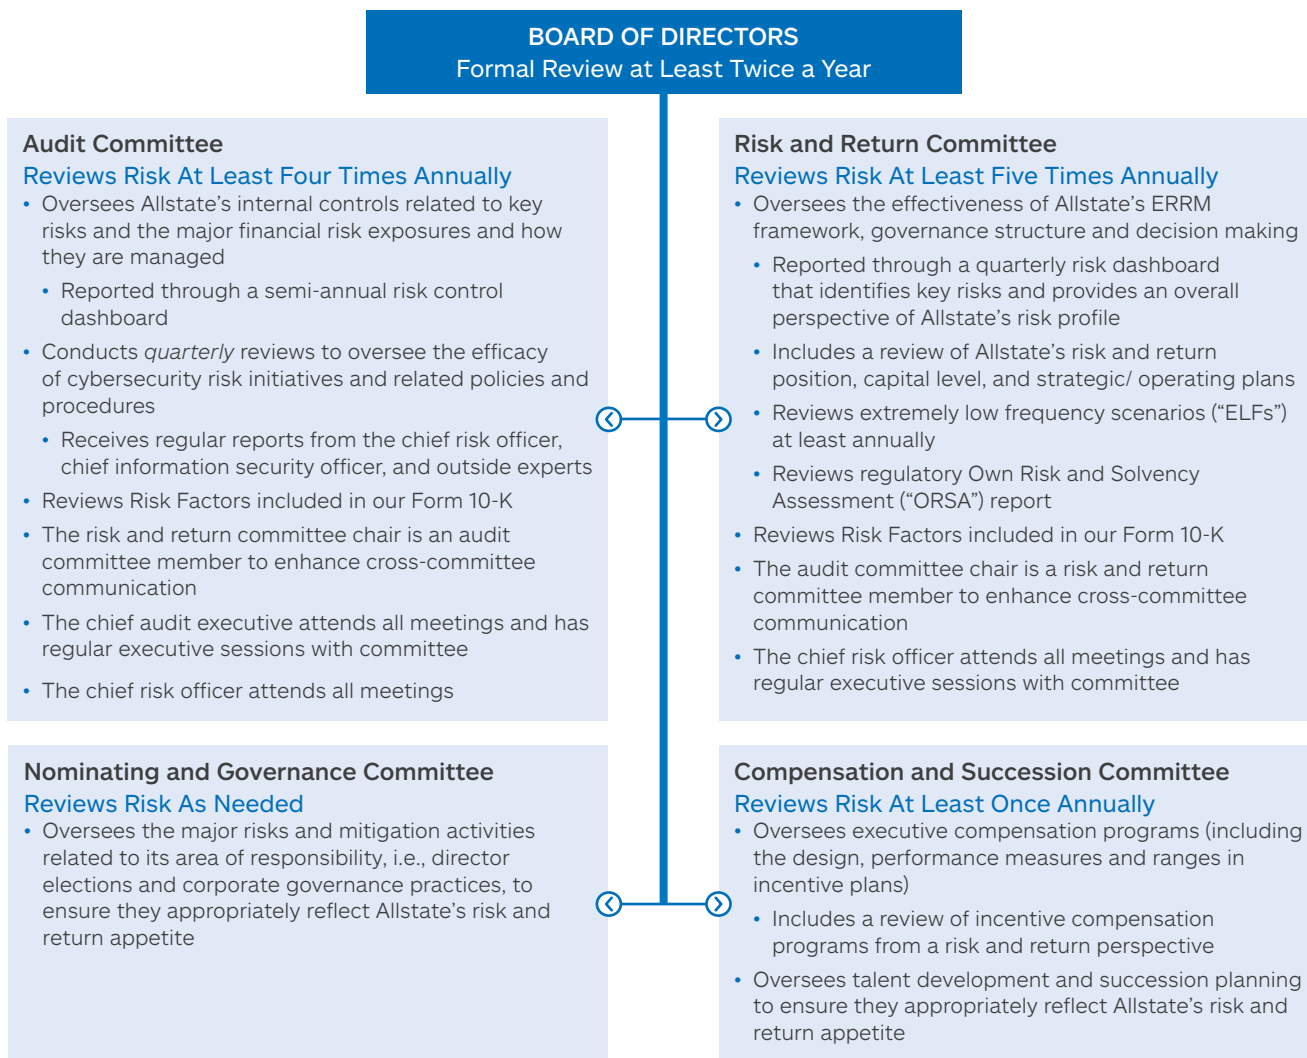 BOARD OF DIRECTORS
Formal Review at Least Twice a Year
Audit Committee
Reviews Risk At Least Four Times Annually
• Oversees Allstate’s internal controls related to key
risks and the major financial risk exposures and how
they are managed
• Reported through a semi-annual risk control
dashboard
• Conducts quarterly reviews to oversee the efficacy
of cybersecurity risk initiatives and related policies and
procedures
• Receives regular reports from the chief risk officer,
chief information security officer, and outside experts
• Reviews Risk Factors included in our Form 10-K
• The risk and return committee chair is an audit
committee member to enhance cross-committee
communication
• The chief audit executive attends all meetings and has
regular executive sessions with committee
• The chief risk officer attends all meetings
Risk and Return Committee
Reviews Risk At Least Five Times Annually
• Oversees the effectiveness of Allstate’s ERRM
framework, governance structure and decision making
• Reported through a quarterly risk dashboard
that identifies key risks and provides an overall
perspective of Allstate’s risk profile
• Includes a review of Allstate’s risk and return
position, capital level, and strategic/ operating plans
• Reviews extremely low frequency scenarios (“ELFs”)
at least annually
• Reviews regulatory Own Risk and Solvency
Assessment (“ORSA”) report
• Reviews Risk Factors included in our Form 10-K
• The audit committee chair is a risk and return
committee member to enhance cross-committee
communication
• The chief risk officer attends all meetings and has
regular executive sessions with committee
Nominating and Governance Committee
Reviews Risk As Needed
• Oversees the major risks and mitigation activities
related to its area of responsibility, i.e., director
elections and corporate governance practices, to
ensure they appropriately reflect Allstate’s risk and
return appetite
Compensation and Succession Committee
Reviews Risk At Least Once Annually
• Oversees executive compensation programs (including
the design, performance measures and ranges in
incentive plans)
• Includes a review of incentive compensation
programs from a risk and return perspective
• Oversees talent development and succession planning
to ensure they appropriately reflect Allstate’s risk and
return appetite